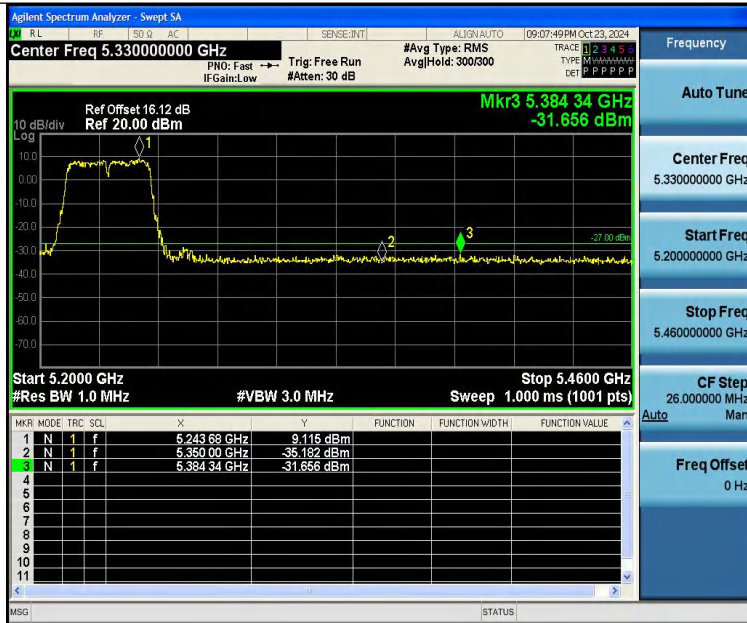 Agilent Spectrum Analyzer - Swept SA
RL RF 50 Ω AC SENSE:INT ALIGN AUTO 09:07:49 PM Oct 23, 2024
Center Freq 5.330000000 GHz
PNO: Fast
IFGain:Low
Trig: Free Run
#Atten: 30 dB
#Avg Type: RMS
Avg|Hold: 300/300
TRACE 1 2 3 4 5 6
TYPE M W W W W W
DET P P P P P P
Ref Offset 16.12 dB
10 dB/div Ref 20.00 dBm
Log
Mkr3 5.384 34 GHz
-31.656 dBm
10.0
0.00
-10.0
-20.0
-30.0
-40.0
-50.0
-60.0
-70.0
1
2
3
-27.00 dBm
Start 5.2000 GHz Stop 5.4600 GHz
#Res BW 1.0 MHz #VBW 3.0 MHz Sweep 1.000 ms (1001 pts)
MKR MODE TRC SCL X Y FUNCTION FUNCTION WIDTH FUNCTION VALUE
1 N 1 f 5.243 68 GHz 9.115 dBm
2 N 1 f 5.350 00 GHz -35.182 dBm
3 N 1 f 5.384 34 GHz -31.656 dBm
4
5
6
7
8
9
10
11
MSG STATUS
Frequency
Auto Tune
Center Freq
5.330000000 GHz
Start Freq
5.200000000 GHz
Stop Freq
5.460000000 GHz
CF Step
26.000000 MHz
Auto Man
Freq Offset
0 Hz